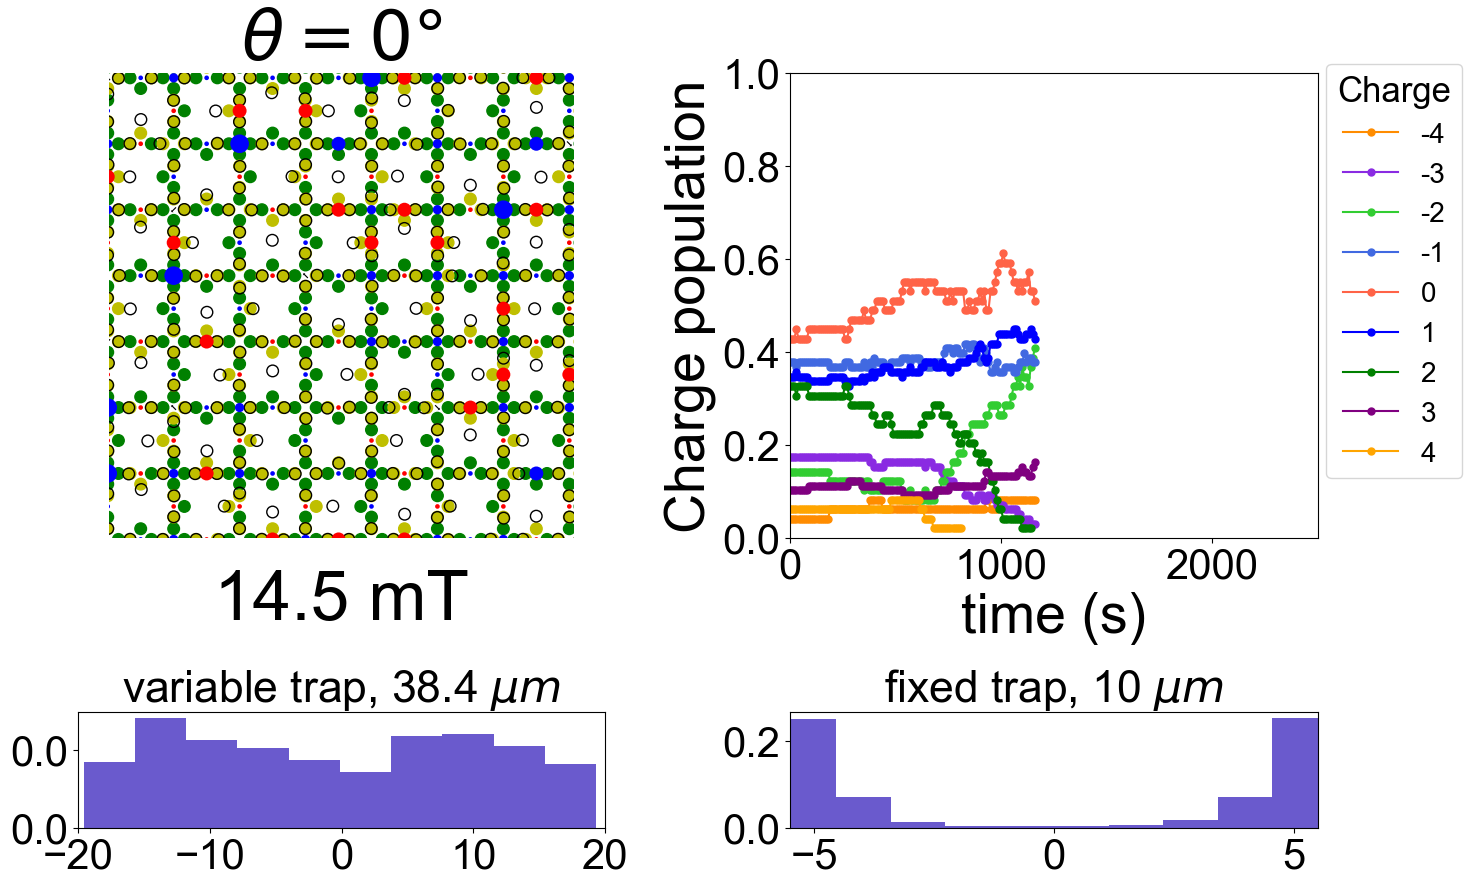 θ = 0°
14.5 mT
Charge population
1.0
0.8
0.6
0.4
0.2
0.0
0 1000 2000
time (s)
Charge
-4
-3
-2
-1
0
1
2
3
4
variable trap, 38.4 μm
0.0
0.0
−20 −10 0 10 20
fixed trap, 10 μm
0.2
0.0
−5 0 5